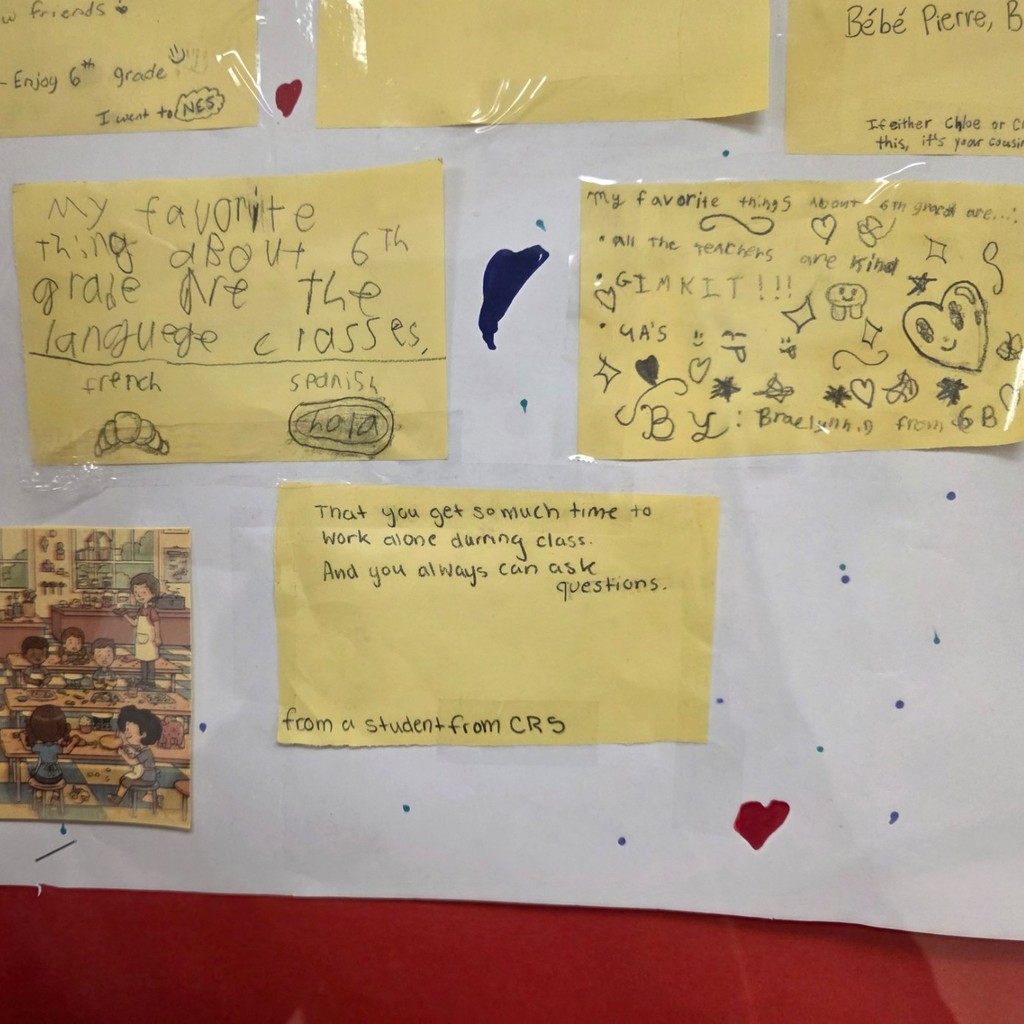 w friends
- Enjoy 6th grade
I went to NES
Bébé Pierre, B
If either Chloe or C
this, it's your cousin
My favorite
thing about 6th
grade are the
language classes.
french spanish
hola
My favorite things About 6th grade are...:
• All The teachers are kind
• GIMKIT!!!
• UA'S :) :P
BY: Braelynn.D from 6B
That you get so much time to
work alone durring class.
And you always can ask
questions.
from a student from CRS